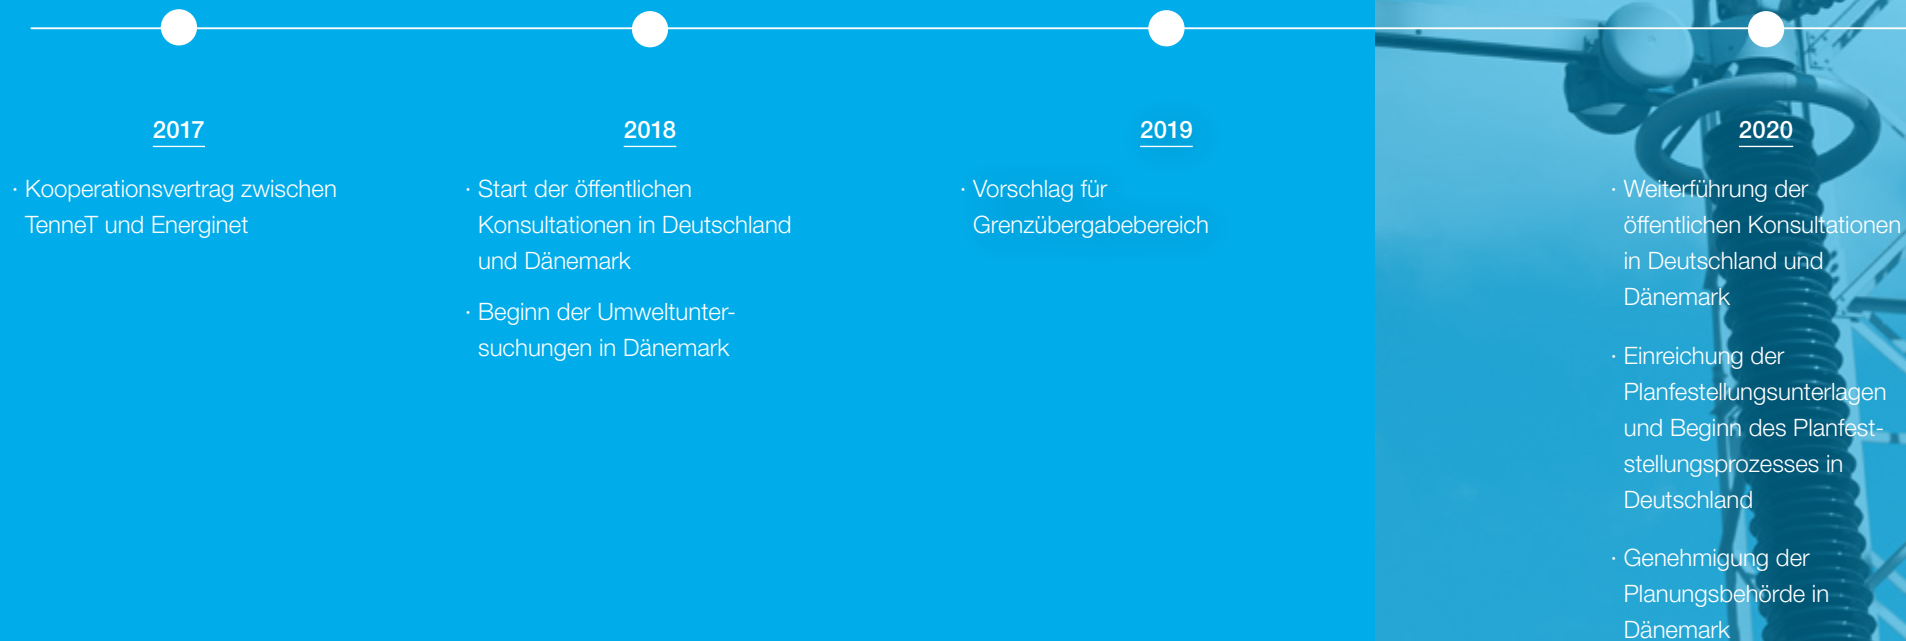 2017
· Kooperationsvertrag zwischen
TenneT und Energinet
2018
· Start der öffentlichen
Konsultationen in Deutschland
und Dänemark
· Beginn der Umweltunter-
suchungen in Dänemark
2019
· Vorschlag für
Grenzübergabebereich
2020
· Weiterführung der
öffentlichen Konsultationen
in Deutschland und
Dänemark
· Einreichung der
Planfestellungsunterlagen
und Beginn des Planfest-
stellungsprozesses in
Deutschland
· Genehmigung der
Planungsbehörde in
Dänemark